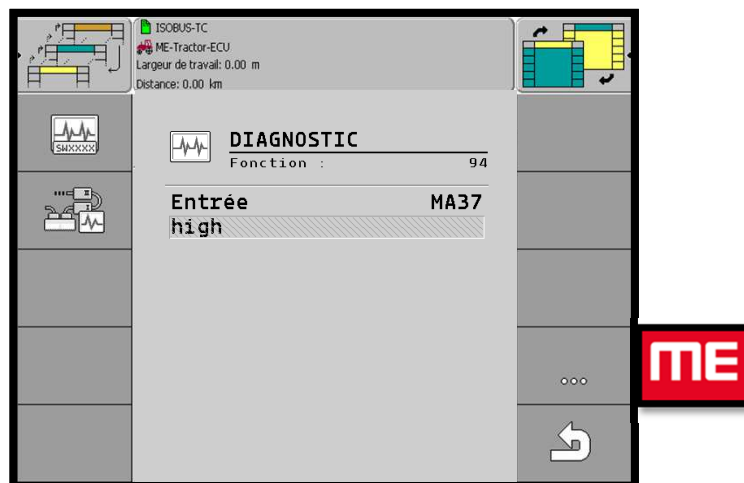 ISOBUS-TC
ME-Tractor-ECU
Largeur de travail: 0.00 m
Distance: 0.00 km
SWXXXX
DIAGNOSTIC
Fonction : 94
Entrée MA37
high
ME